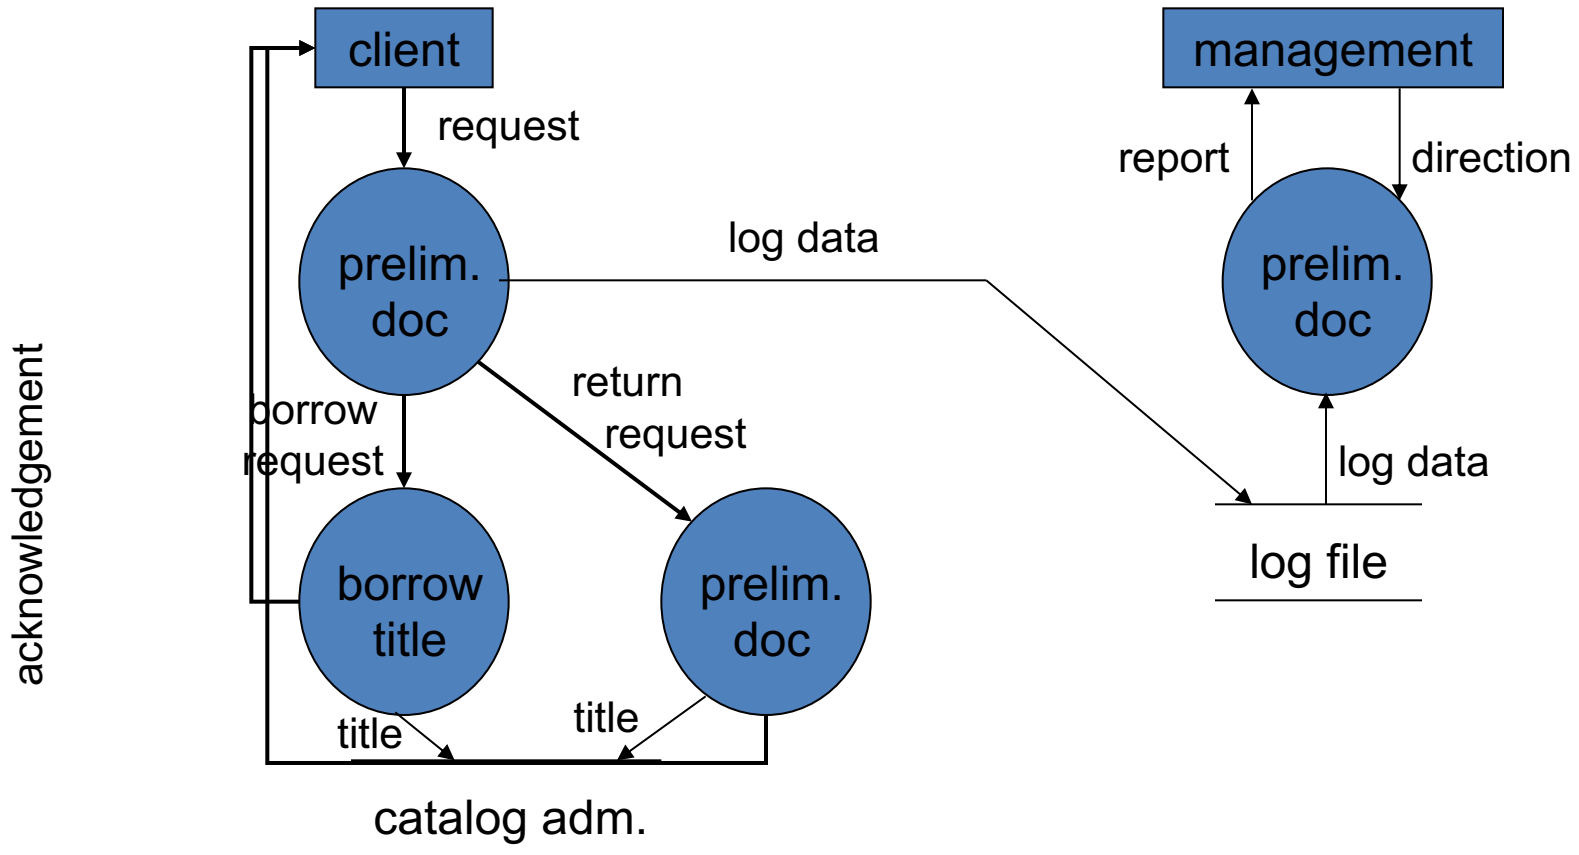 client
management
request
report
direction
log data
prelim.
doc
prelim.
doc
acknowledgement
borrow
request
return
request
log data
log file
borrow
title
prelim.
doc
title
title
catalog adm.